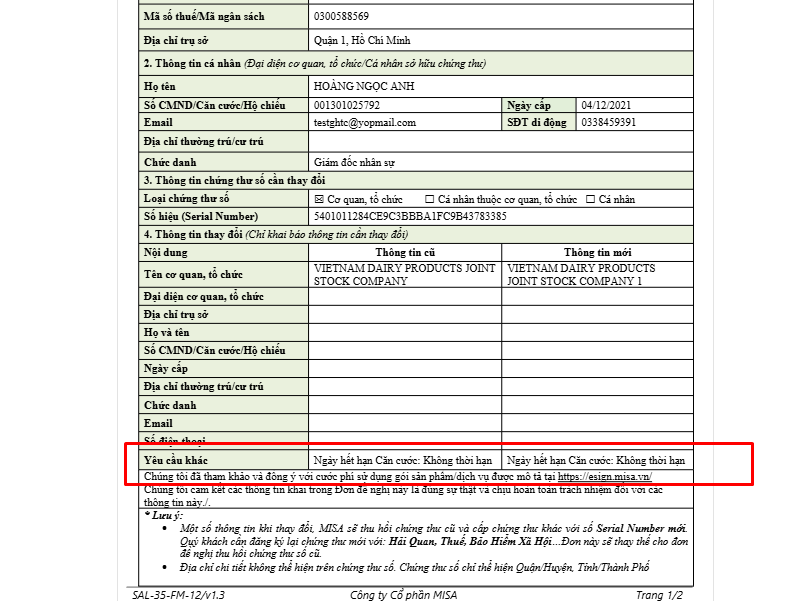 Mã số thuế/Mã ngân sách 0300588569
Địa chỉ trụ sở Quận 1, Hồ Chí Minh
2. Thông tin cá nhân (Đại diện cơ quan, tổ chức/Cá nhân sở hữu chứng thư)
Họ tên HOÀNG NGỌC ANH
Số CMND/Căn cước/Hộ chiếu 001301025792 Ngày cấp 04/12/2021
Email testghtc@yopmail.com SĐT di động 0338459391
Địa chỉ thường trú/cư trú
Chức danh Giám đốc nhân sự
3. Thông tin chứng thư số cần thay đổi
Loại chứng thư số ☒ Cơ quan, tổ chức ☐ Cá nhân thuộc cơ quan, tổ chức ☐ Cá nhân
Số hiệu (Serial Number) 5401011284CE9C3BBBA1FC9B43783385
4. Thông tin thay đổi (Chỉ khai báo thông tin cần thay đổi)
Nội dung Thông tin cũ Thông tin mới
Tên cơ quan, tổ chức VIETNAM DAIRY PRODUCTS JOINT STOCK COMPANY VIETNAM DAIRY PRODUCTS JOINT STOCK COMPANY 1
Đại diện cơ quan, tổ chức
Địa chỉ trụ sở
Họ và tên
Số CMND/Căn cước/Hộ chiếu
Ngày cấp
Địa chỉ thường trú/cư trú
Chức danh
Email
Số điện thoại
Yêu cầu khác Ngày hết hạn Căn cước: Không thời hạn Ngày hết hạn Căn cước: Không thời hạn
Chúng tôi đã tham khảo và đồng ý với cước phí sử dụng gói sản phẩm/dịch vụ được mô tả tại https://esign.misa.vn/
Chúng tôi cam kết các thông tin khai trong Đơn đề nghị này là đúng sự thật và chịu hoàn toàn trách nhiệm đối với các
thông tin này./.
* Lưu ý:
• Một số thông tin khi thay đổi, MISA sẽ thu hồi chứng thư cũ và cấp chứng thư khác với số Serial Number mới.
Quý khách cần đăng ký lại chứng thư mới với: Hải Quan, Thuế, Bảo Hiểm Xã Hội...Đơn này sẽ thay thế cho đơn
đề nghị thu hồi chứng thư số cũ.
• Địa chỉ chi tiết không thể hiện trên chứng thư số. Chứng thư số chỉ thể hiện Quận/Huyện, Tỉnh/Thành Phố
SAL-35-FM-12/v1.3 Công ty Cổ phần MISA Trang 1/2